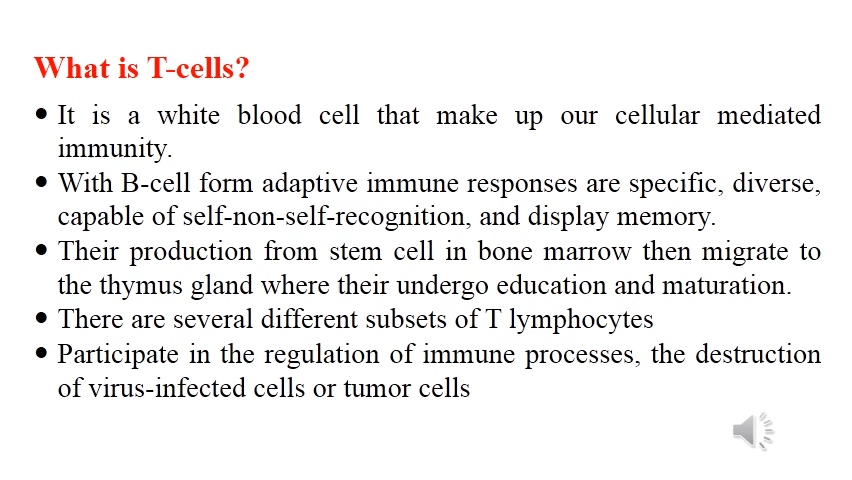 What is T-cells?
• It is a white blood cell that make up our cellular mediated
immunity.
• With B-cell form adaptive immune responses are specific, diverse,
capable of self-non-self-recognition, and display memory.
• Their production from stem cell in bone marrow then migrate to
the thymus gland where their undergo education and maturation.
• There are several different subsets of T lymphocytes
• Participate in the regulation of immune processes, the destruction
of virus-infected cells or tumor cells